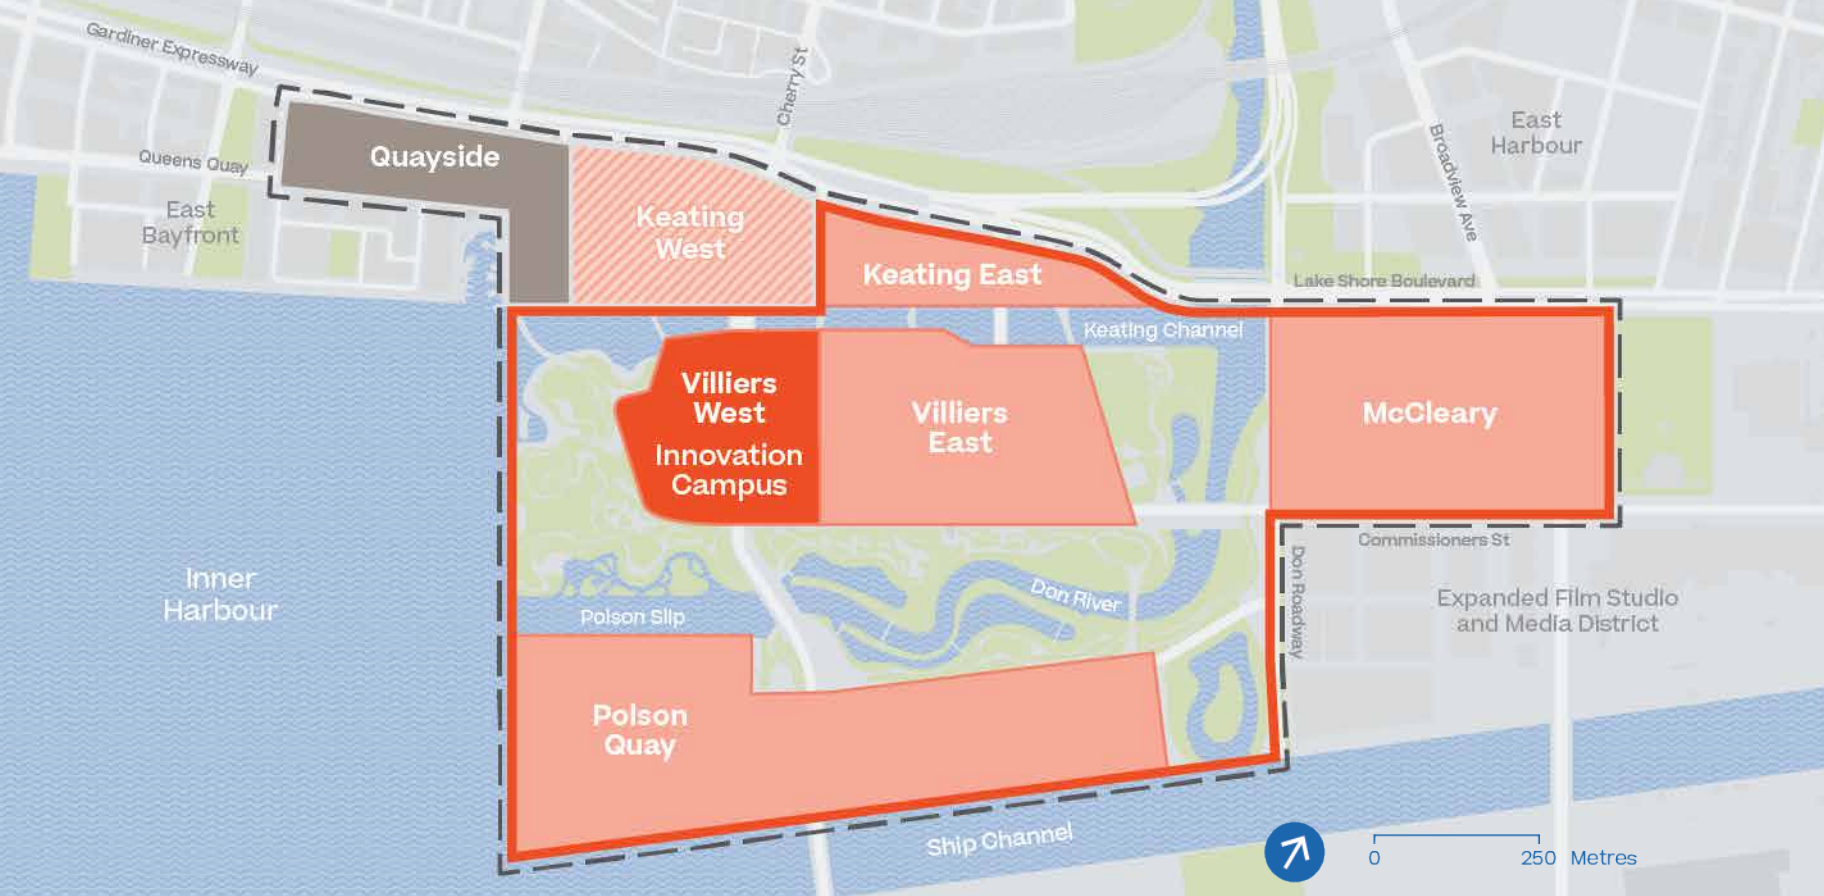 Gardiner Expressway
Cherry St
Quayside
Queens Quay
East
Bayfront
Keating
West
Keating East
East
Harbour
Broadview Ave
Lake Shore Boulevard
Keating Channel
Villiers
West
Innovation
Campus
Villiers
East
McCleary
Commissioners St
Don Roadway
Inner
Harbour
Don River
Polson Slip
Expanded Film Studio
and Media District
Polson
Quay
Ship Channel
0 250 Metres